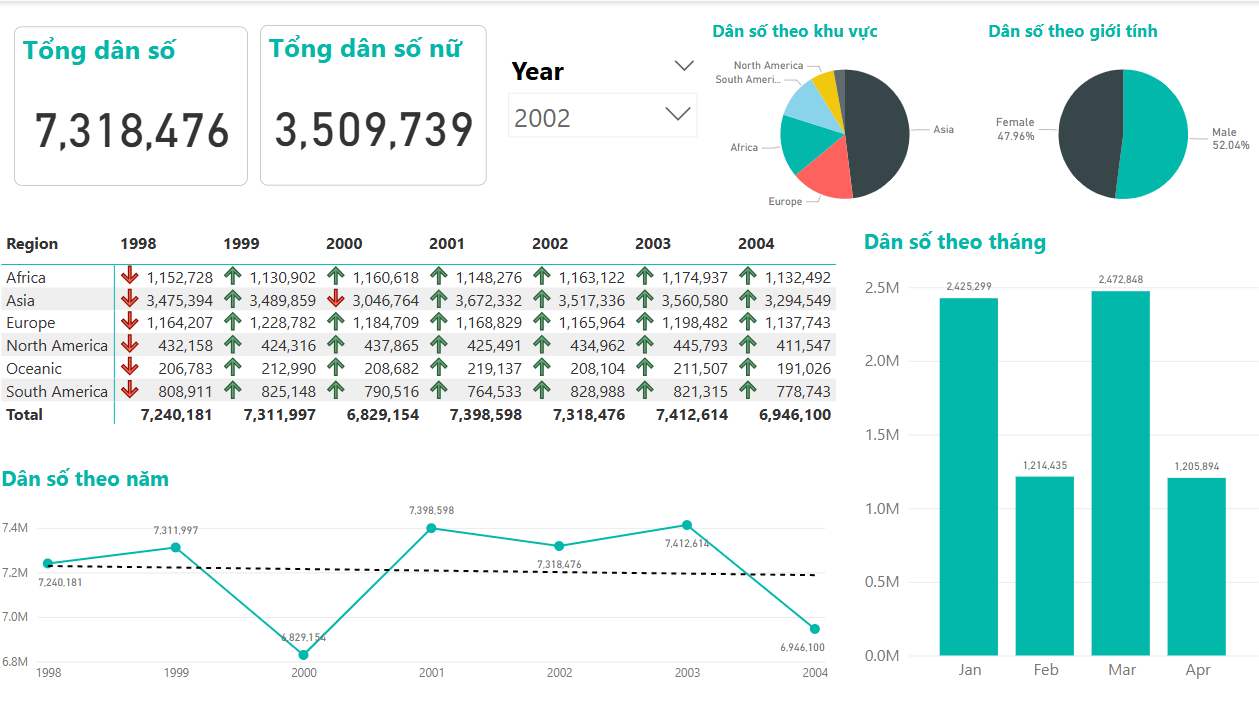 Tổng dân số
7,318,476
Tổng dân số nữ
3,509,739
Year
2002
Dân số theo khu vực
North America
South Ameri...
Africa
Europe
Asia
Dân số theo giới tính
Female
47.96%
Male
52.04%
Region 1998 1999 2000 2001 2002 2003 2004
Africa 1,152,728 1,130,902 1,160,618 1,148,276 1,163,122 1,174,937 1,132,492
Asia 3,475,394 3,489,859 3,046,764 3,672,332 3,517,336 3,560,580 3,294,549
Europe 1,164,207 1,228,782 1,184,709 1,168,829 1,165,964 1,198,482 1,137,743
North America 432,158 424,316 437,865 425,491 434,962 445,793 411,547
Oceanic 206,783 212,990 208,682 219,137 208,104 211,507 191,026
South America 808,911 825,148 790,516 764,533 828,988 821,315 778,743
Total 7,240,181 7,311,997 6,829,154 7,398,598 7,318,476 7,412,614 6,946,100
Dân số theo năm
7.4M
7.2M
7.0M
6.8M
7,240,181
7,311,997
6,829,154
7,398,598
7,318,476
7,412,614
6,946,100
1998 1999 2000 2001 2002 2003 2004
Dân số theo tháng
2.5M
2.0M
1.5M
1.0M
0.5M
0.0M
2,425,299
1,214,435
2,472,848
1,205,894
Jan Feb Mar Apr